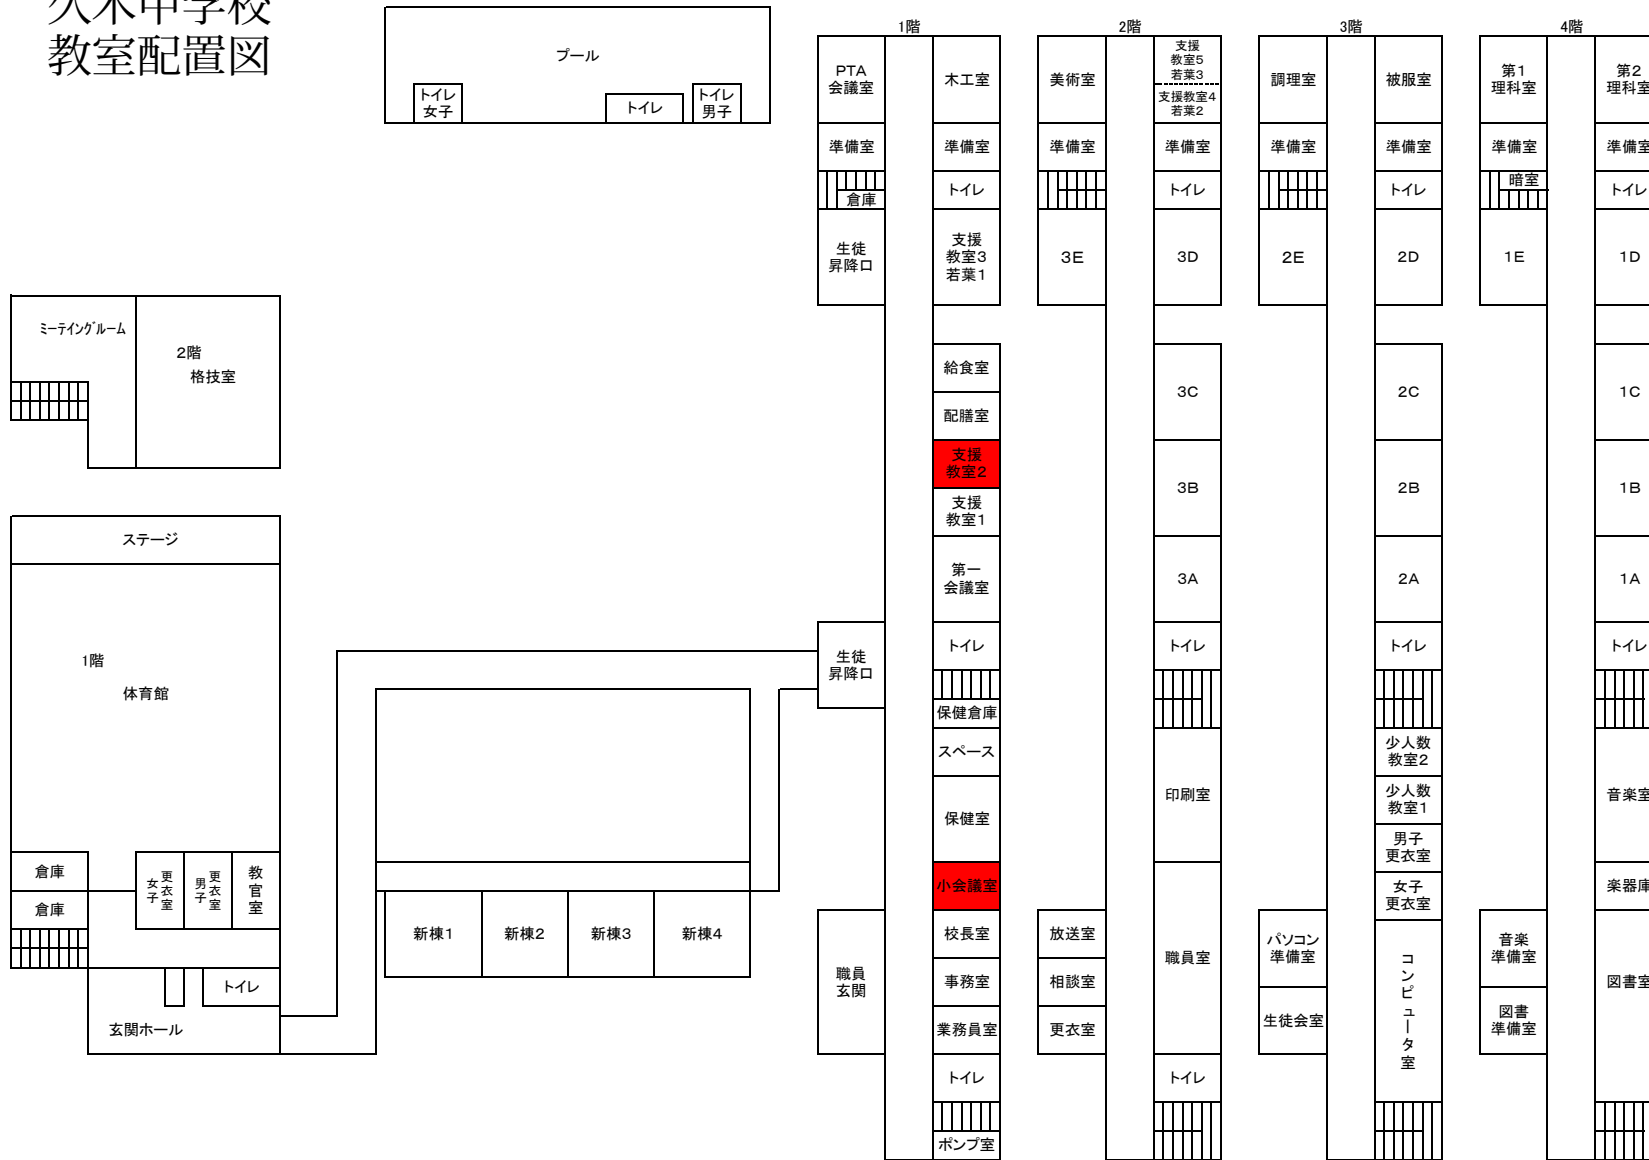 久木中学校
教室配置図
プール
トイレ
女子
トイレ
トイレ
男子
ミーティングルーム
2階
格技室
ステージ
1階
体育館
倉庫
倉庫
女子
更衣室
男子
更衣室
教官室
トイレ
玄関ホール
新棟1
新棟2
新棟3
新棟4
1階
PTA
会議室
準備室
倉庫
生徒
昇降口
生徒
昇降口
職員
玄関
木工室
準備室
トイレ
支援
教室3
若葉1
給食室
配膳室
支援
教室2
支援
教室1
第一
会議室
トイレ
保健倉庫
スペース
保健室
小会議室
校長室
事務室
業務員室
トイレ
ポンプ室
2階
美術室
準備室
3E
放送室
相談室
更衣室
支援
教室5
若葉3
支援教室4
若葉2
準備室
トイレ
3D
3C
3B
3A
トイレ
印刷室
職員室
トイレ
3階
調理室
準備室
2E
パソコン
準備室
生徒会室
被服室
準備室
トイレ
2D
2C
2B
2A
トイレ
少人数
教室2
少人数
教室1
男子
更衣室
女子
更衣室
コンピュータ室
4階
第1
理科室
準備室
暗室
1E
音楽
準備室
図書
準備室
第2
理科室
準備室
トイレ
1D
1C
1B
1A
トイレ
音楽室
楽器庫
図書室